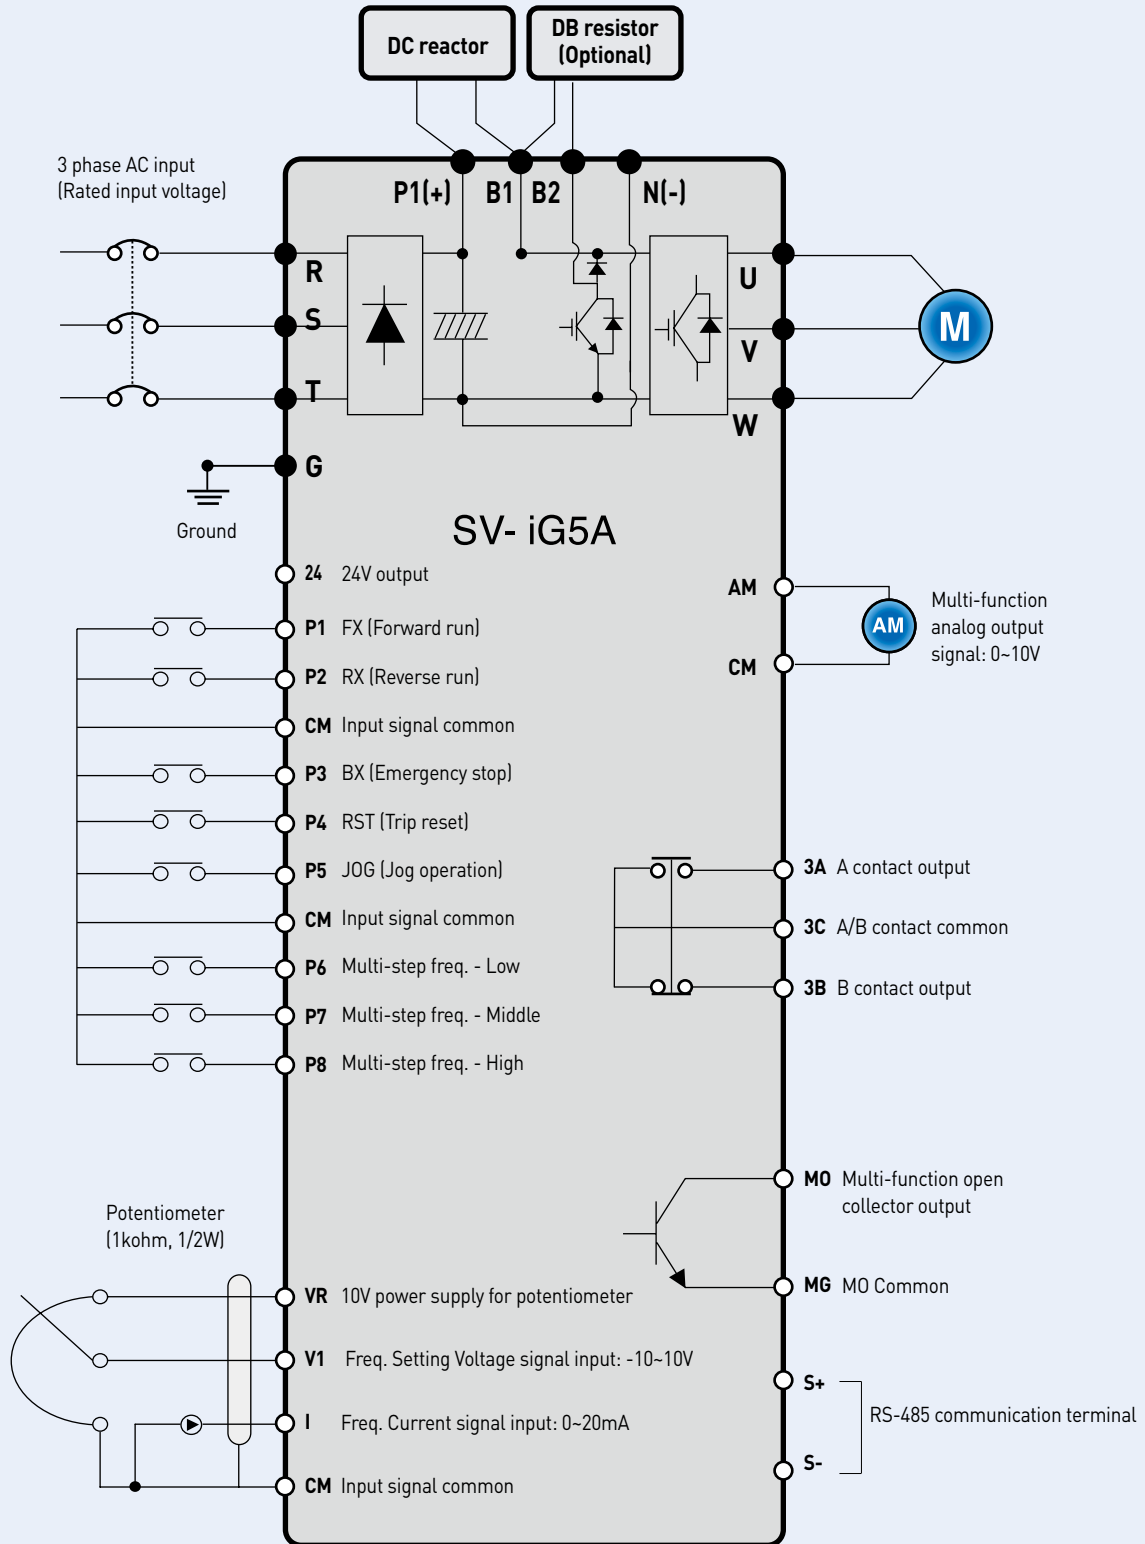 DC reactor
DB resistor
(Optional)
3 phase AC input
(Rated input voltage)
P1(+)
B1
B2
N(-)
R
S
T
U
V
W
M
G
Ground
SV- iG5A
24 24V output
P1 FX (Forward run)
P2 RX (Reverse run)
CM Input signal common
P3 BX (Emergency stop)
P4 RST (Trip reset)
P5 JOG (Jog operation)
CM Input signal common
P6 Multi-step freq. - Low
P7 Multi-step freq. - Middle
P8 Multi-step freq. - High
AM
CM
AM
Multi-function
analog output
signal: 0~10V
3A A contact output
3C A/B contact common
3B B contact output
MO Multi-function open
collector output
MG MO Common
Potentiometer
(1kohm, 1/2W)
VR 10V power supply for potentiometer
V1 Freq. Setting Voltage signal input: -10~10V
I Freq. Current signal input: 0~20mA
CM Input signal common
S+
S-
RS-485 communication terminal